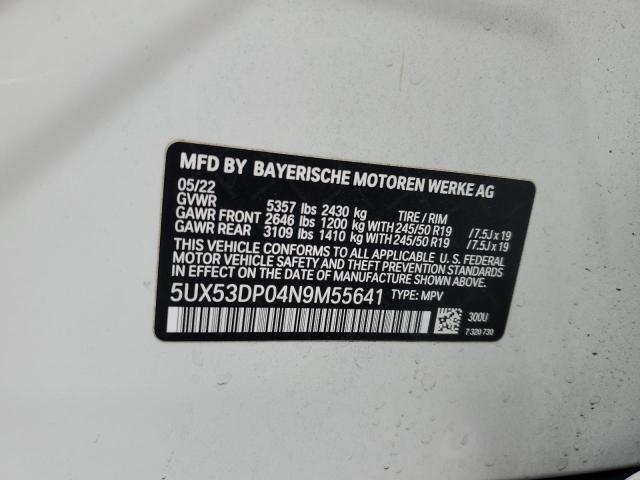 MFD BY BAYERISCHE MOTOREN WERKE AG
05/22
GVWR 5357 lbs 2430 kg TIRE / RIM
GAWR FRONT 2646 lbs 1200 kg WITH 245/50 R19 / 7.5J x 19
GAWR REAR 3109 lbs 1410 kg WITH 245/50 R19 / 7.5J x 19
THIS VEHICLE CONFORMS TO ALL APPLICABLE U. S. FEDERAL
MOTOR VEHICLE SAFETY, BUMPER, AND THEFT PREVENTION
STANDARDS IN EFFECT ON THE DATE OF MANUFACTURE SHOWN ABOVE.
5UX53DP04N9M55641 TYPE: MPV
300U
7 320 730